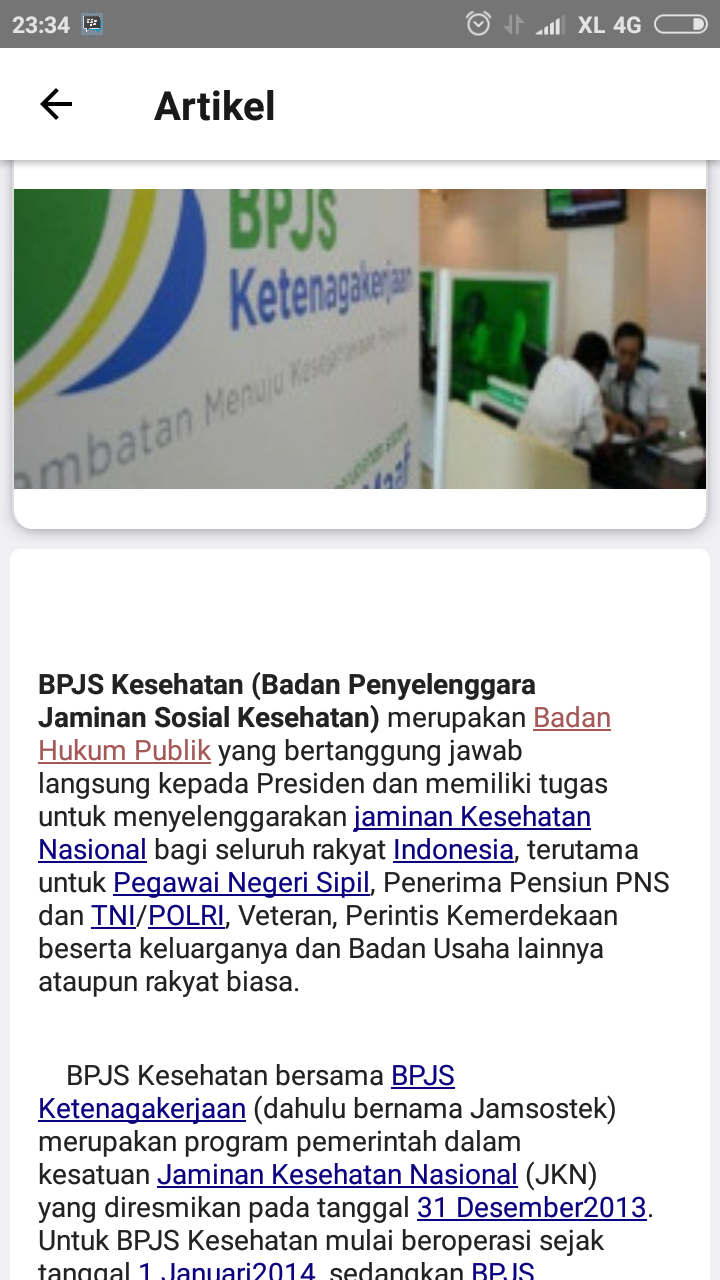 23:34
XL 4G
Artikel
BPJS
Ketenagakerjaan
Menuju Kesejahteraan
BPJS Kesehatan (Badan Penyelenggara
Jaminan Sosial Kesehatan) merupakan Badan
Hukum Publik yang bertanggung jawab
langsung kepada Presiden dan memiliki tugas
untuk menyelenggarakan jaminan Kesehatan
Nasional bagi seluruh rakyat Indonesia, terutama
untuk Pegawai Negeri Sipil, Penerima Pensiun PNS
dan TNI/POLRI, Veteran, Perintis Kemerdekaan
beserta keluarganya dan Badan Usaha lainnya
ataupun rakyat biasa.
BPJS Kesehatan bersama BPJS
Ketenagakerjaan (dahulu bernama Jamsostek)
merupakan program pemerintah dalam
kesatuan Jaminan Kesehatan Nasional (JKN)
yang diresmikan pada tanggal 31 Desember2013.
Untuk BPJS Kesehatan mulai beroperasi sejak
tanggal 1 Januari2014, sedangkan BPJS